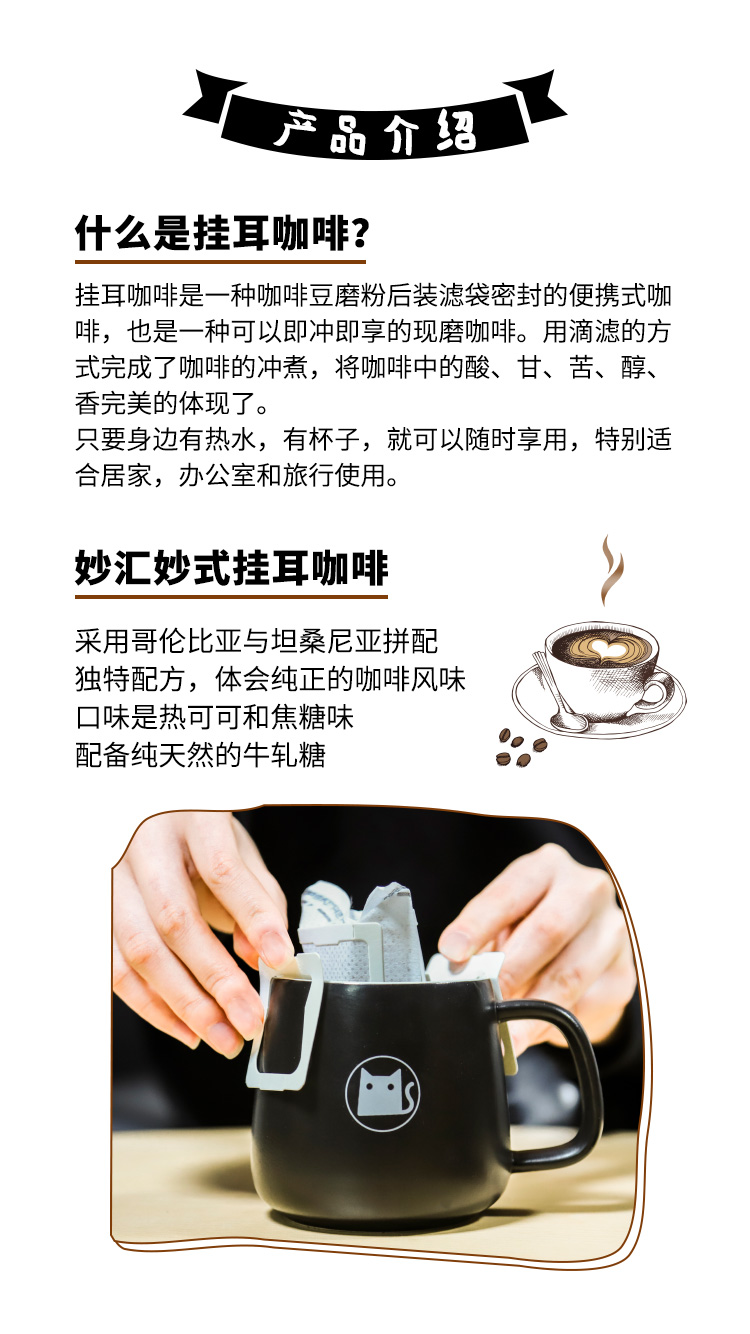 产品介绍
什么是挂耳咖啡?
挂耳咖啡是一种咖啡豆磨粉后装滤袋密封的便携式咖
啡，也是一种可以即冲即享的现磨咖啡。用滴滤的方
式完成了咖啡的冲煮，将咖啡中的酸、甘、苦、醇、
香完美的体现了。
只要身边有热水，有杯子，就可以随时享用，特别适
合居家，办公室和旅行使用。
妙汇妙式挂耳咖啡
采用哥伦比亚与坦桑尼亚拼配
独特配方，体会纯正的咖啡风味
口味是热可可和焦糖味
配备纯天然的牛轧糖